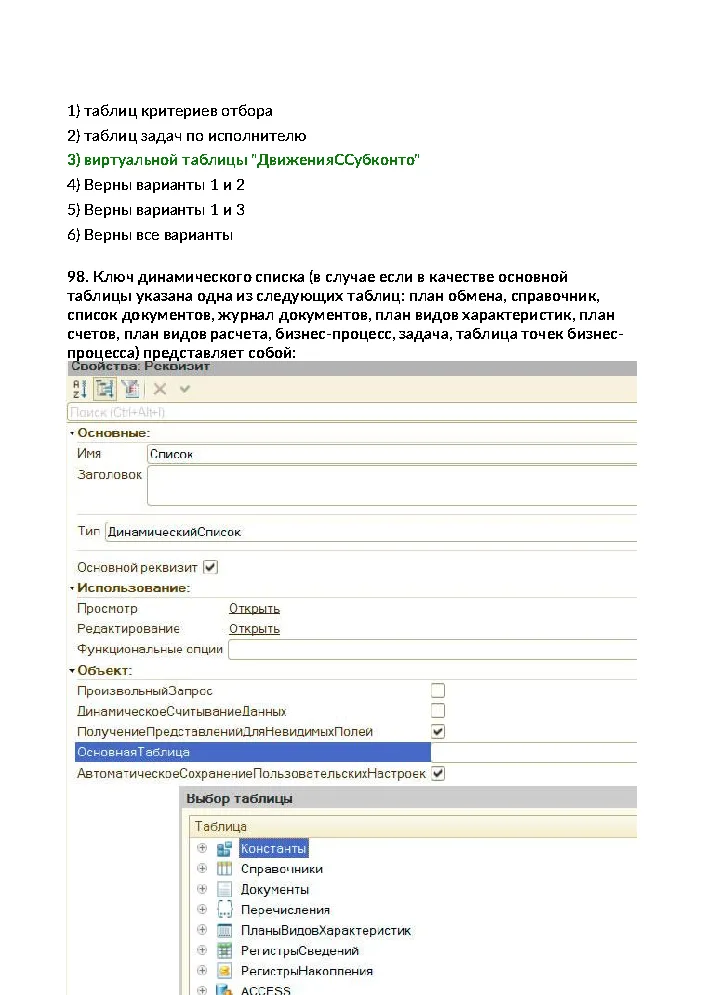 1) таблиц критериев отбора
2) таблиц задач по исполнителю
3) виртуальной таблицы "ДвиженияССубконто"
4) Верны варианты 1 и 2
5) Верны варианты 1 и 3
6) Верны все варианты
98. Ключ динамического списка (в случае если в качестве основной
таблицы указана одна из следующих таблиц: план обмена, справочник,
список документов, журнал документов, план видов характеристик, план
счетов, план видов расчета, бизнес-процесс, задача, таблица точек бизнес-
процесса) представляет собой:
Свойства: Реквизит
Поиск (Ctrl+Alt+I)
Основные:
Имя Список
Заголовок
Тип ДинамическийСписок
Основной реквизит
Использование:
Просмотр Открыть
Редактирование Открыть
Функциональные опции
Объект:
ПроизвольныйЗапрос
ДинамическоеСчитываниеДанных
ПолучениеПредставленийДляНевидимыхПолей
ОсновнаяТаблица
АвтоматическоеСохранениеПользовательскихНастроек
Выбор таблицы
Таблица
Константы
Справочники
Документы
Перечисления
ПланыВидовХарактеристик
РегистрыСведений
РегистрыНакопления
ACCESS